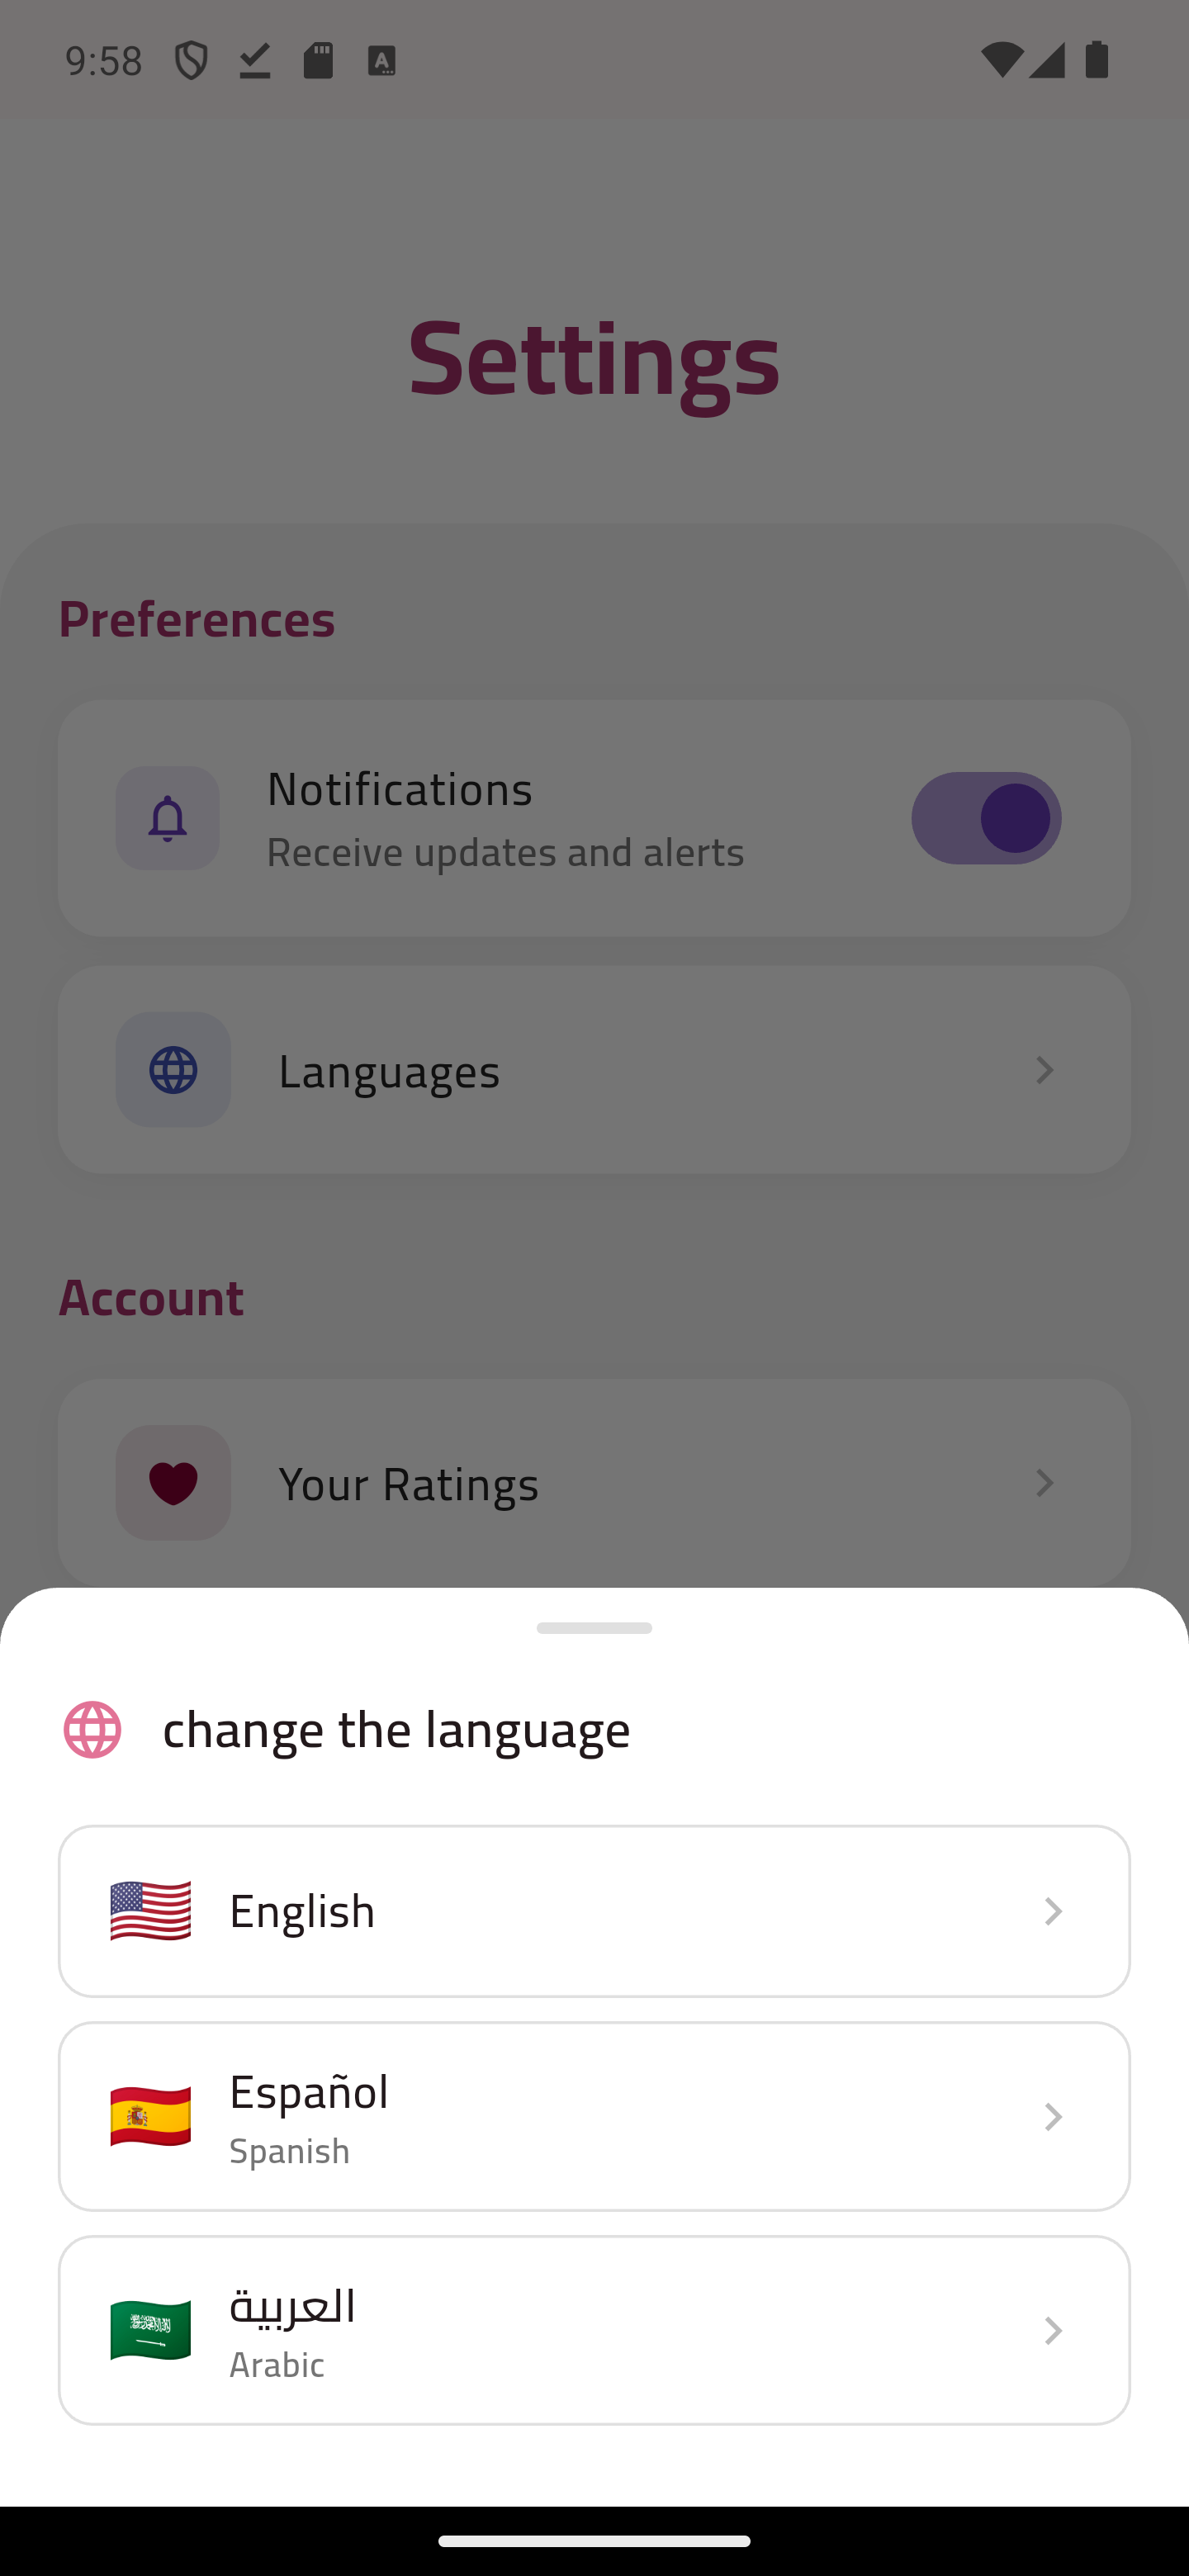 9:58
Settings
Preferences
Notifications
Receive updates and alerts
Languages
Account
Your Ratings
change the language
English
Español
Spanish
العربية
Arabic